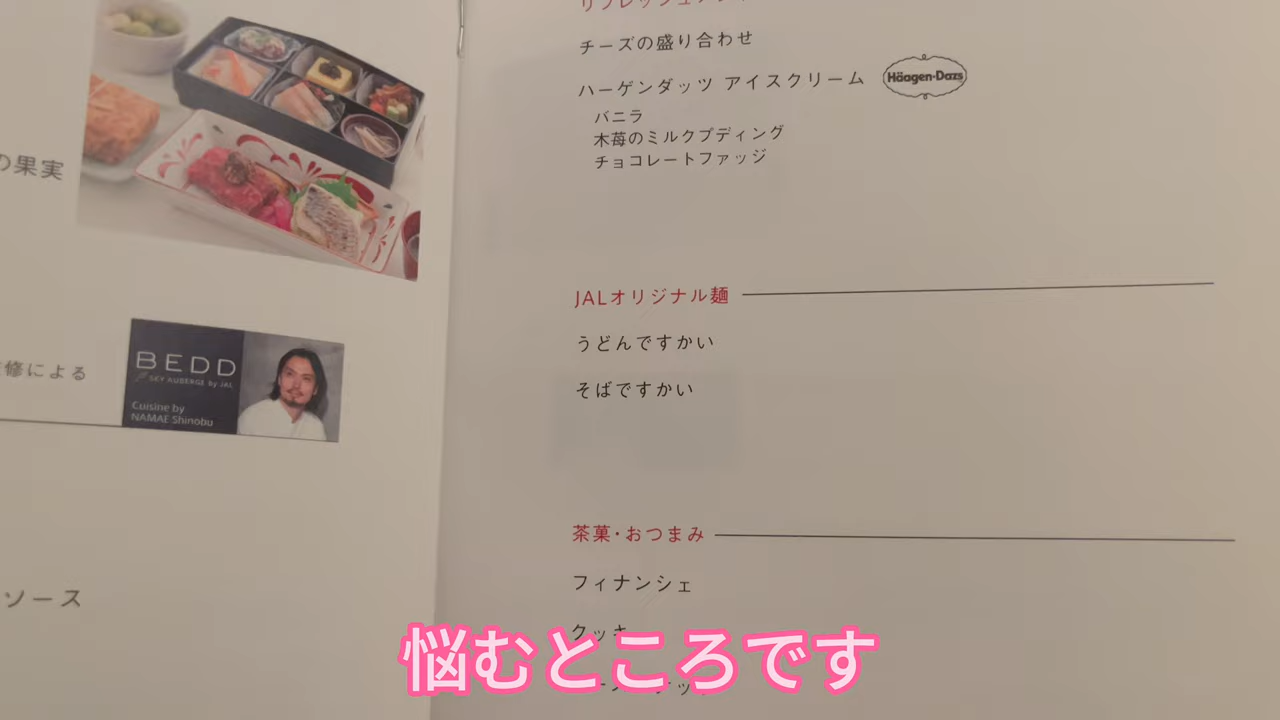 の果実
修による
BEDD
SKY AUBERGE by JAL
Cuisine by
NAMAE Shinobu
ソース
チーズの盛り合わせ
ハーゲンダッツ アイスクリーム
Häagen-Dazs
バニラ
木苺のミルクプディング
チョコレートファッジ
JALオリジナル麺
うどんですかい
そばですかい
茶菓・おつまみ
フィナンシェ
クッキ
悩むところです